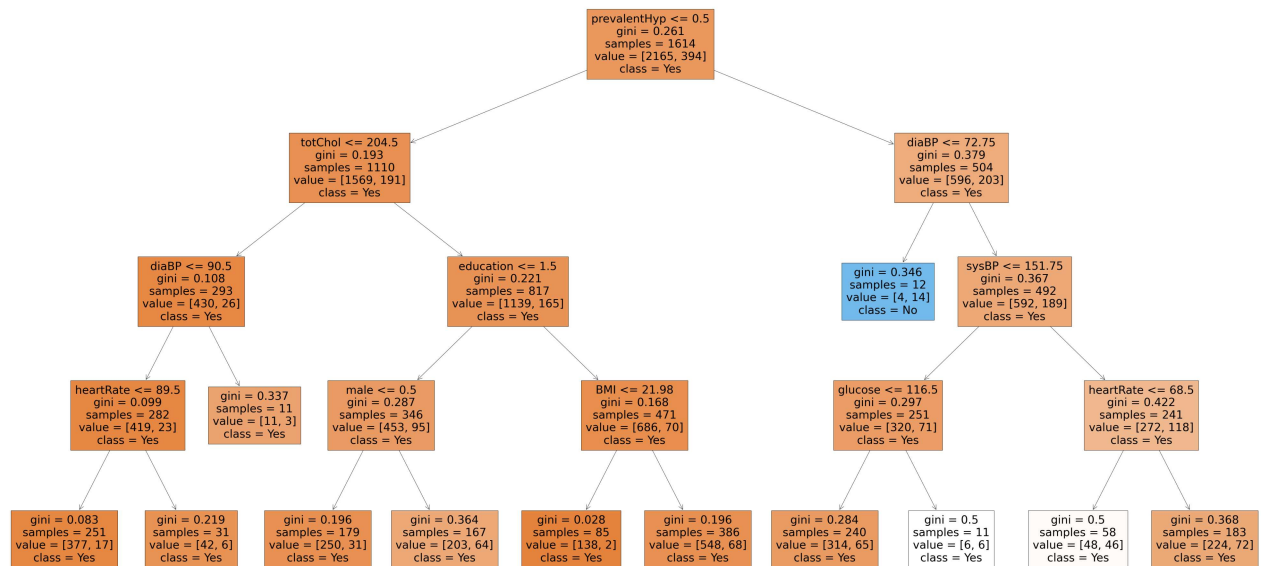 prevalentHyp <= 0.5
gini = 0.261
samples = 1614
value = [2165, 394]
class = Yes
totChol <= 204.5
gini = 0.193
samples = 1110
value = [1569, 191]
class = Yes
diaBP <= 72.75
gini = 0.379
samples = 504
value = [596, 203]
class = Yes
diaBP <= 90.5
gini = 0.108
samples = 293
value = [430, 26]
class = Yes
education <= 1.5
gini = 0.221
samples = 817
value = [1139, 165]
class = Yes
gini = 0.346
samples = 12
value = [4, 14]
class = No
sysBP <= 151.75
gini = 0.367
samples = 492
value = [592, 189]
class = Yes
heartRate <= 89.5
gini = 0.099
samples = 282
value = [419, 23]
class = Yes
gini = 0.337
samples = 11
value = [11, 3]
class = Yes
male <= 0.5
gini = 0.287
samples = 346
value = [453, 95]
class = Yes
BMI <= 21.98
gini = 0.168
samples = 471
value = [686, 70]
class = Yes
glucose <= 116.5
gini = 0.297
samples = 251
value = [320, 71]
class = Yes
heartRate <= 68.5
gini = 0.422
samples = 241
value = [272, 118]
class = Yes
gini = 0.083
samples = 251
value = [377, 17]
class = Yes
gini = 0.219
samples = 31
value = [42, 6]
class = Yes
gini = 0.196
samples = 179
value = [250, 31]
class = Yes
gini = 0.364
samples = 167
value = [203, 64]
class = Yes
gini = 0.028
samples = 85
value = [138, 2]
class = Yes
gini = 0.196
samples = 386
value = [548, 68]
class = Yes
gini = 0.284
samples = 240
value = [314, 65]
class = Yes
gini = 0.5
samples = 11
value = [6, 6]
class = Yes
gini = 0.5
samples = 58
value = [48, 46]
class = Yes
gini = 0.368
samples = 183
value = [224, 72]
class = Yes